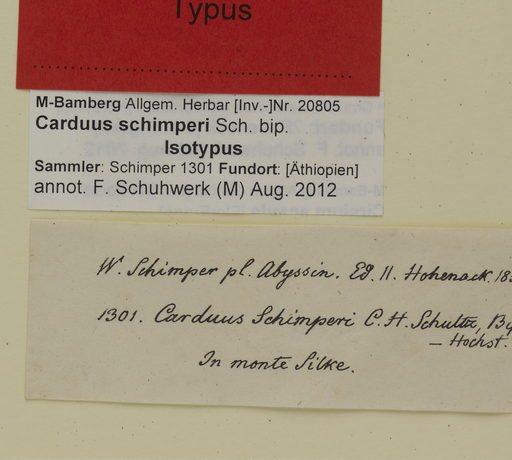 Typus
M-Bamberg Allgem. Herbar [Inv.-]Nr. 20805
Carduus schimperi Sch. bip.
Isotypus
Sammler: Schimper 1301 Fundort: [Äthiopien]
annot. F. Schuhwerk (M) Aug. 2012
W. Schimper pl. Abyssin. Ed. II. Hohenack. 18
1301. Carduus Schimperi C. H. Schultz,
— Hochst.
In monte Silke.